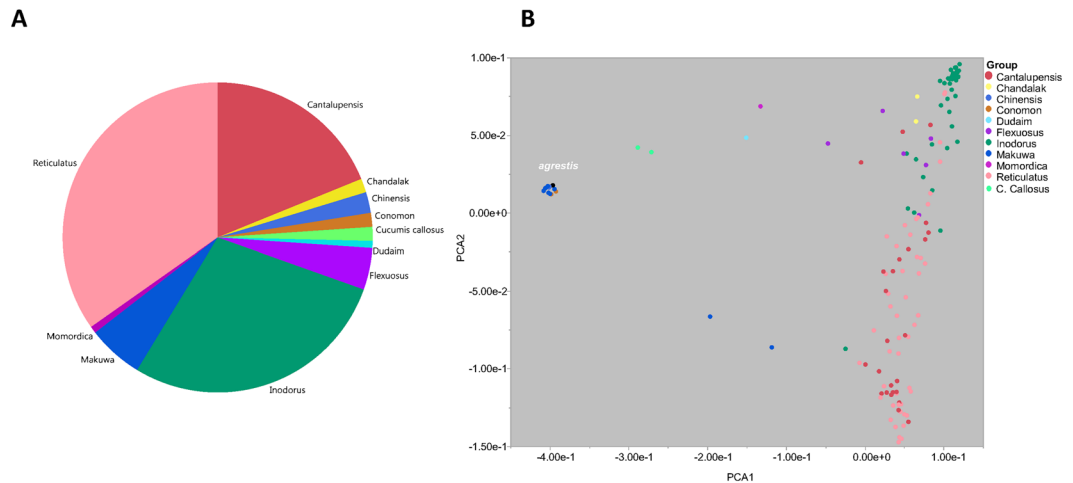 A
B
Cantalupensis
Chandalak
Chinensis
Conomon
Cucumis callosus
Dudaim
Flexuosus
Inodorus
Makuwa
Momordica
Reticulatus
1.00e-1
5.00e-2
0.00e+0
-5.00e-2
-1.00e-1
-1.50e-1
PCA2
agrestis
-4.00e-1
-3.00e-1
-2.00e-1
-1.00e-1
0.00e+0
1.00e-1
PCA1
Group
Cantalupensis
Chandalak
Chinensis
Conomon
Dudaim
Flexuosus
Inodorus
Makuwa
Momordica
Reticulatus
C. Callosus